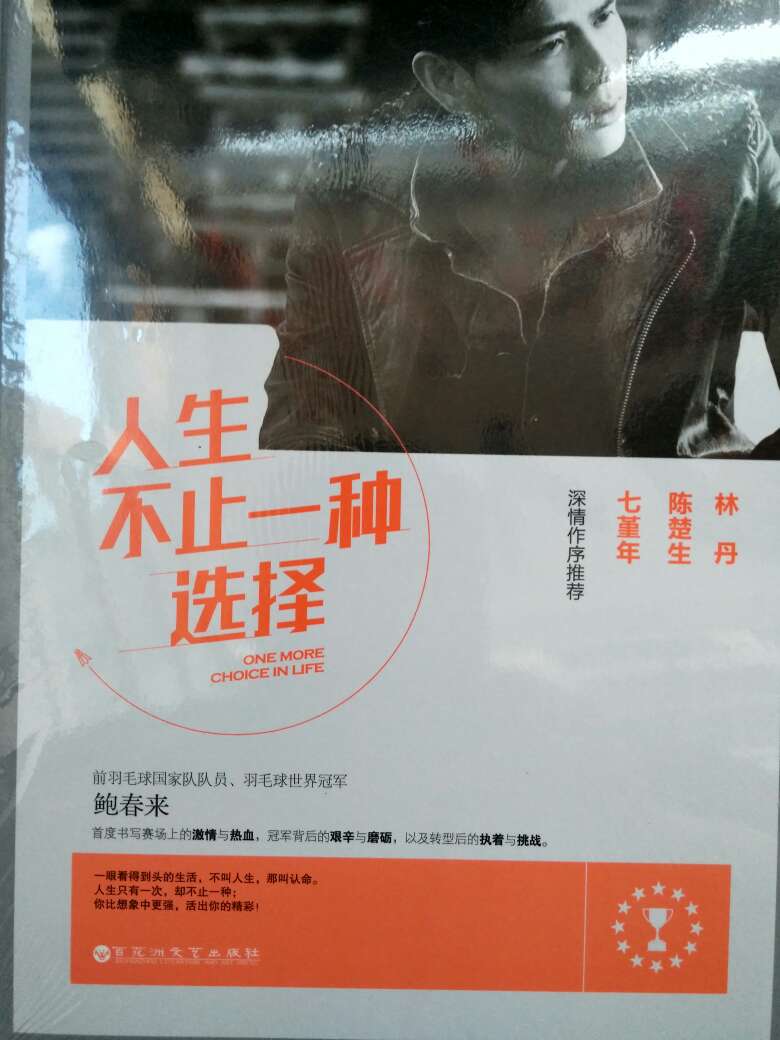 人生
不止一种
选择
ONE MORE
CHOICE IN LIFE
林丹
陈楚生
七堇年
深情作序推荐
前羽毛球国家队队员、羽毛球世界冠军
鲍春来
首度书写赛场上的激情与热血，冠军背后的艰辛与磨砺，以及转型后的执着与挑战。
一眼看得到头的生活，不叫人生，那叫认命。
人生只有一次，却不止一种；
你比想象中更强，活出你的精彩！
百花洲文艺出版社